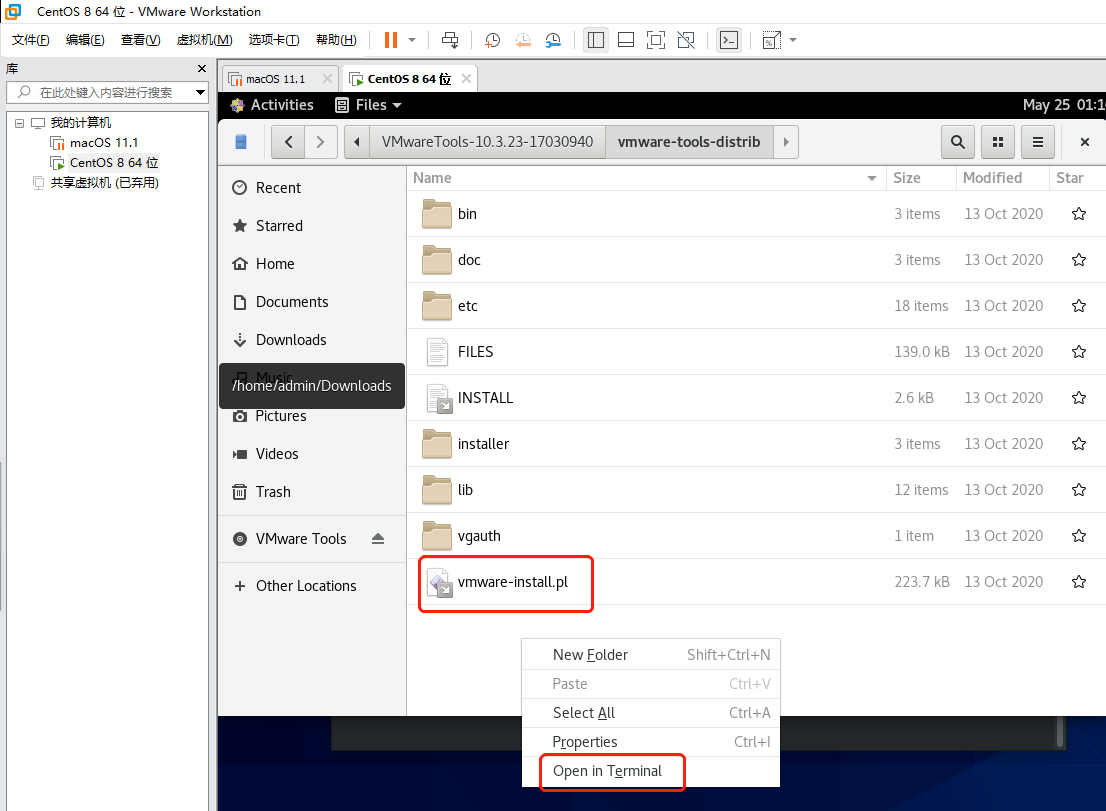 CentOS 8 64 位 - VMware Workstation
文件(F) 编辑(E) 查看(V) 虚拟机(M) 选项卡(T) 帮助(H)
库
在此处键入内容进行搜索
我的计算机
macOS 11.1
CentOS 8 64 位
共享虚拟机 (已弃用)
macOS 11.1 CentOS 8 64 位
Activities Files May 25 01:1
VMwareTools-10.3.23-17030940 vmware-tools-distrib
Recent
Starred
Home
Documents
Downloads
Music
/home/admin/Downloads
Pictures
Videos
Trash
VMware Tools
Other Locations
Name Size Modified Star
bin 3 items 13 Oct 2020
doc 3 items 13 Oct 2020
etc 18 items 13 Oct 2020
FILES 139.0 kB 13 Oct 2020
INSTALL 2.6 kB 13 Oct 2020
installer 3 items 13 Oct 2020
lib 12 items 13 Oct 2020
vgauth 1 item 13 Oct 2020
vmware-install.pl 223.7 kB 13 Oct 2020
New Folder Shift+Ctrl+N
Paste Ctrl+V
Select All Ctrl+A
Properties Ctrl+I
Open in Terminal